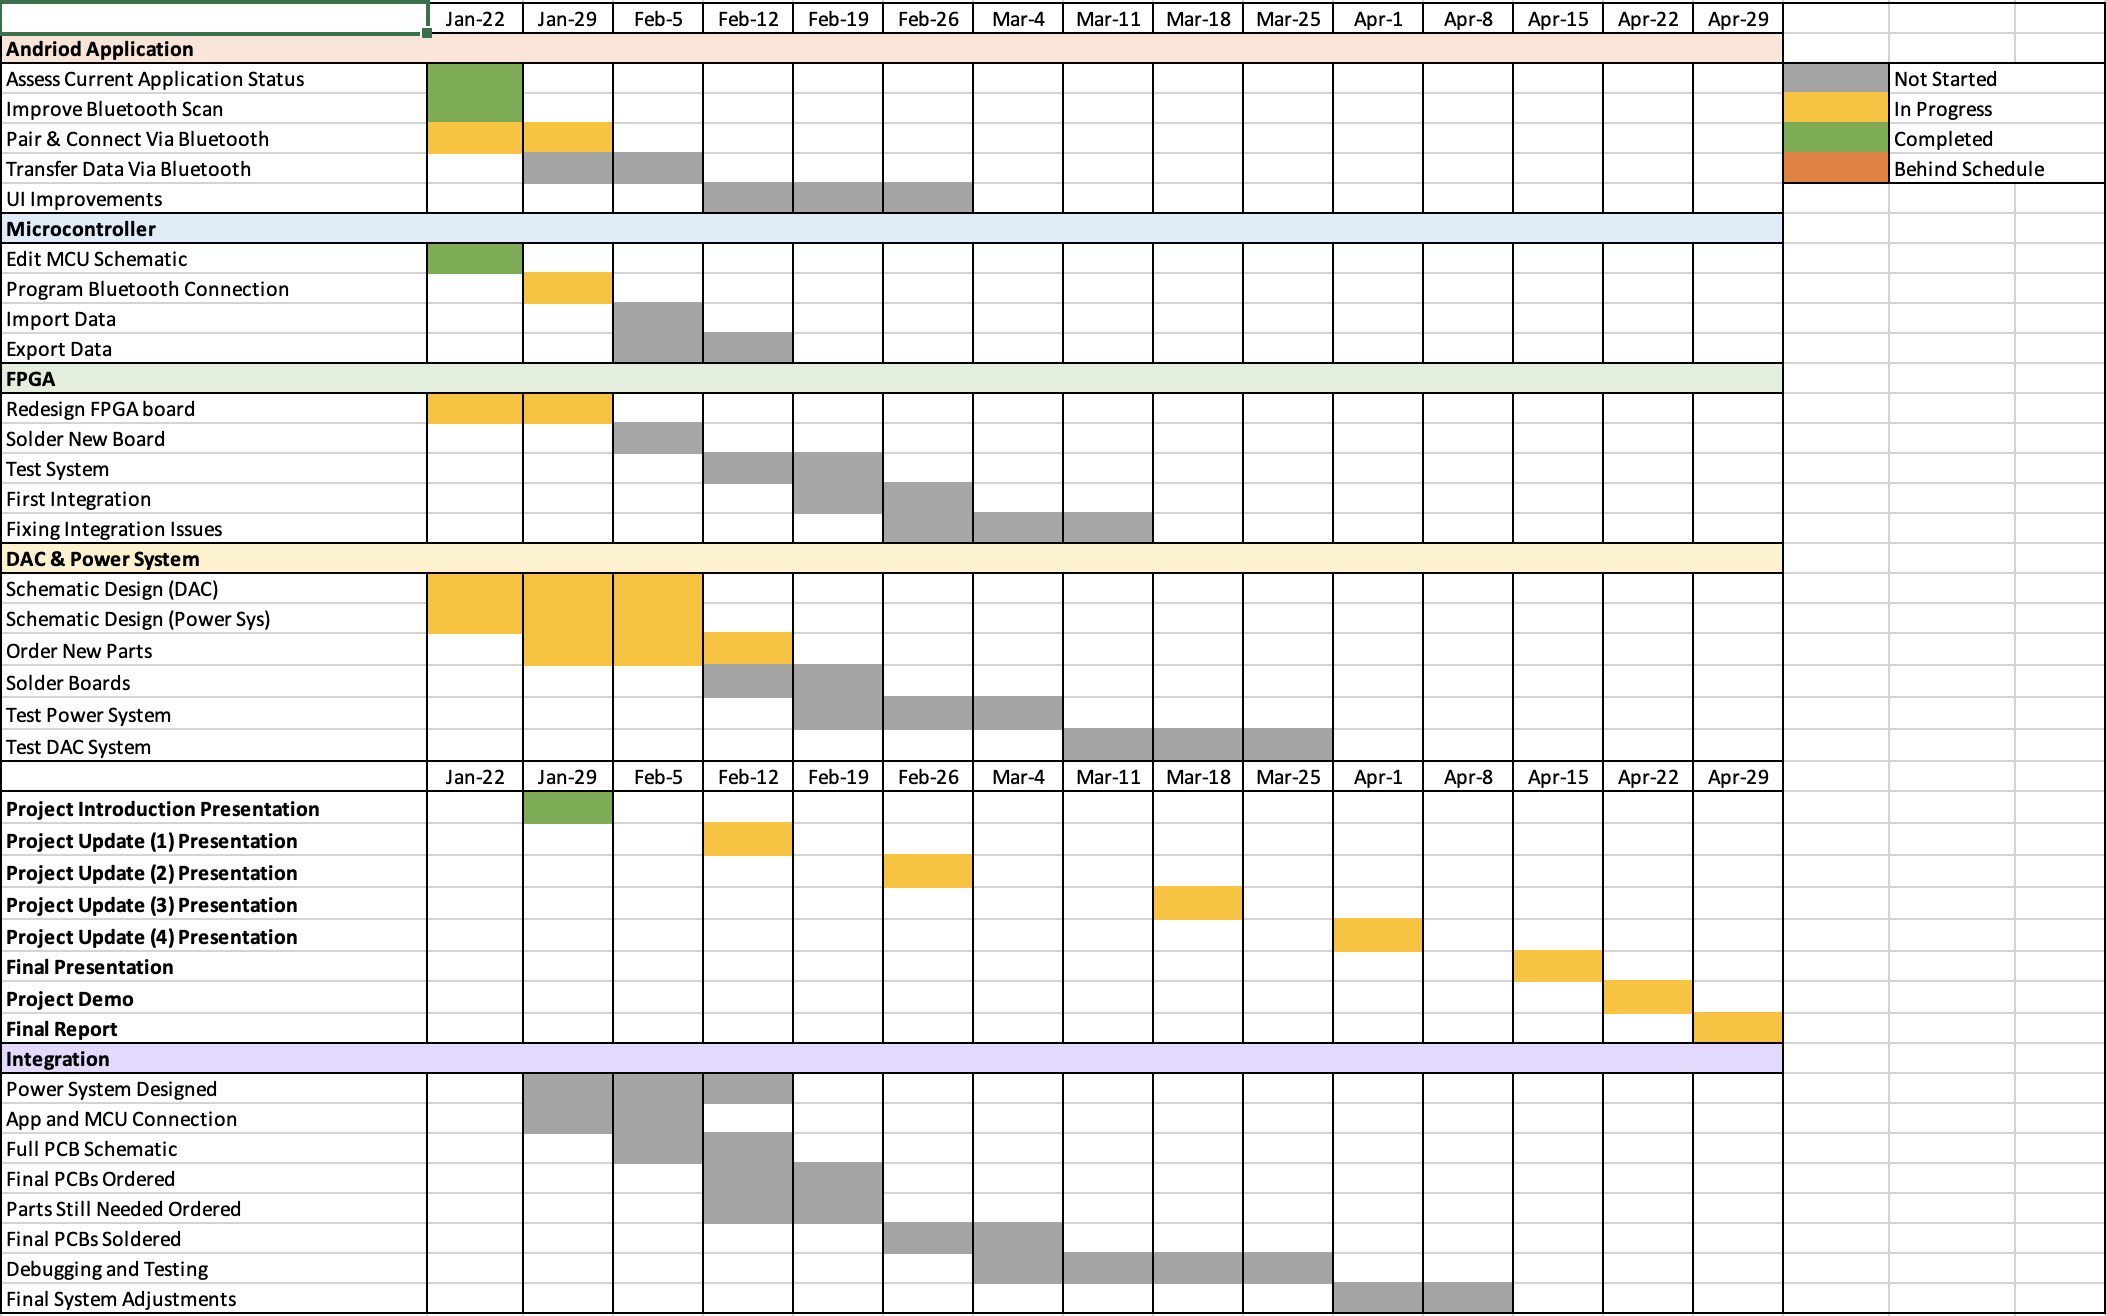 Jan-22 Jan-29 Feb-5 Feb-12 Feb-19 Feb-26 Mar-4 Mar-11 Mar-18 Mar-25 Apr-1 Apr-8 Apr-15 Apr-22 Apr-29
Andriod Application
Assess Current Application Status Not Started
Improve Bluetooth Scan In Progress
Pair & Connect Via Bluetooth Completed
Transfer Data Via Bluetooth Behind Schedule
UI Improvements
Microcontroller
Edit MCU Schematic
Program Bluetooth Connection
Import Data
Export Data
FPGA
Redesign FPGA board
Solder New Board
Test System
First Integration
Fixing Integration Issues
DAC & Power System
Schematic Design (DAC)
Schematic Design (Power Sys)
Order New Parts
Solder Boards
Test Power System
Test DAC System
Jan-22 Jan-29 Feb-5 Feb-12 Feb-19 Feb-26 Mar-4 Mar-11 Mar-18 Mar-25 Apr-1 Apr-8 Apr-15 Apr-22 Apr-29
Project Introduction Presentation
Project Update (1) Presentation
Project Update (2) Presentation
Project Update (3) Presentation
Project Update (4) Presentation
Final Presentation
Project Demo
Final Report
Integration
Power System Designed
App and MCU Connection
Full PCB Schematic
Final PCBs Ordered
Parts Still Needed Ordered
Final PCBs Soldered
Debugging and Testing
Final System Adjustments